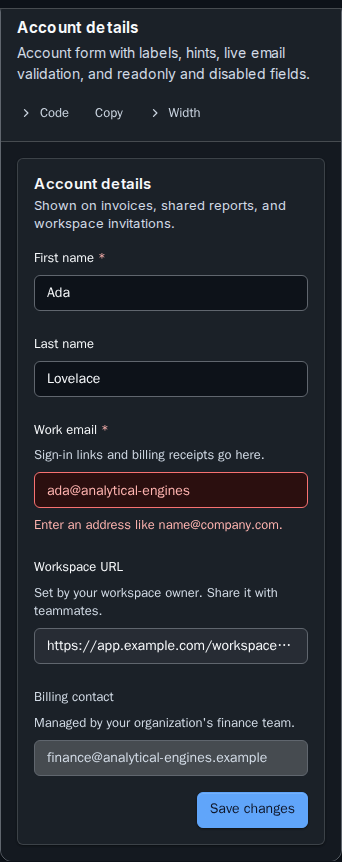 Account details
Account form with labels, hints, live email
validation, and readonly and disabled fields.
Code Copy Width
Account details
Shown on invoices, shared reports, and
workspace invitations.
First name *
Ada
Last name
Lovelace
Work email *
Sign-in links and billing receipts go here.
ada@analytical-engines
Enter an address like name@company.com.
Workspace URL
Set by your workspace owner. Share it with
teammates.
https://app.example.com/workspace…
Billing contact
Managed by your organization's finance team.
finance@analytical-engines.example
Save changes